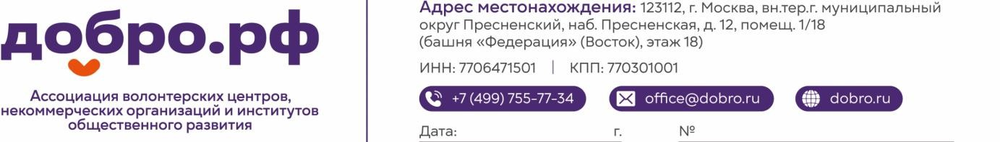 добро.рф
Ассоциация волонтерских центров,
некоммерческих организаций и институтов
общественного развития
Адрес местонахождения: 123112, г. Москва, вн.тер.г. муниципальный
округ Пресненский, наб. Пресненская, д. 12, помещ. 1/18
(башня «Федерация» (Восток), этаж 18)
ИНН: 7706471501 | КПП: 770301001
+7 (499) 755-77-34 office@dobro.ru dobro.ru
Дата: г. №